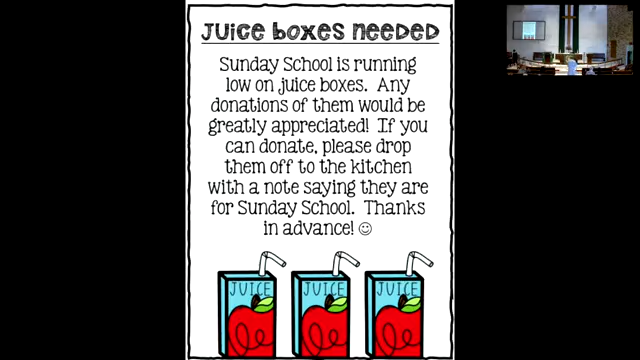 Juice boxes needed
Sunday School is running
low on juice boxes.  Any
donations of them would be
greatly appreciated!  If you
can donate, please drop
them off to the kitchen
with a note saying they are
for Sunday School.  Thanks
in advance! ☺
JUICE
JUICE
JUICE